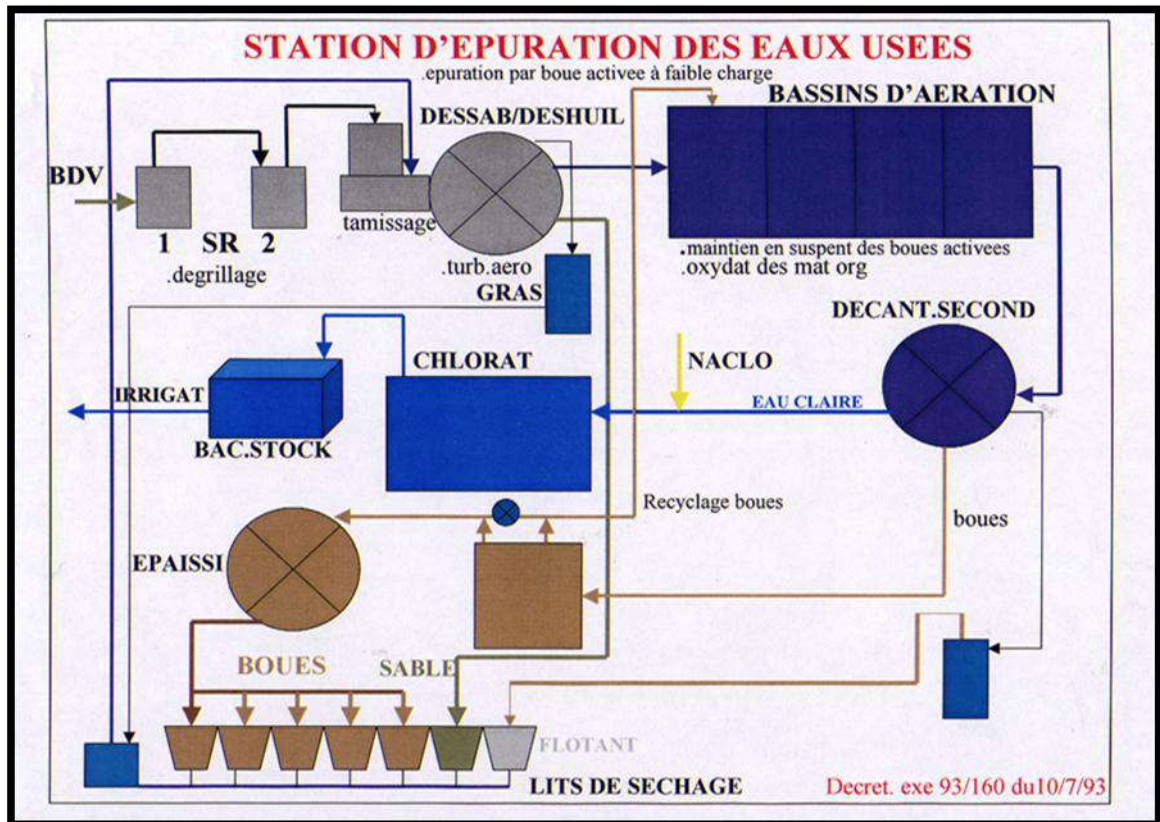 STATION D'EPURATION DES EAUX USEES
.epuration par boue activee à faible charge
BASSINS D'AERATION
DESSAB/DESHUIL
BDV
tamissage
1 SR 2
.degrillage
.turb.aero
GRAS
.maintien en suspent des boues activees
.oxydat des mat org
DECANT.SECOND
CHLORAT
NACLO
IRRIGAT
EAU CLAIRE
BAC.STOCK
Recyclage boues
boues
EPAISSI
BOUES
SABLE
FLOTANT
LITS DE SECHAGE
Decret. exe 93/160 du10/7/93